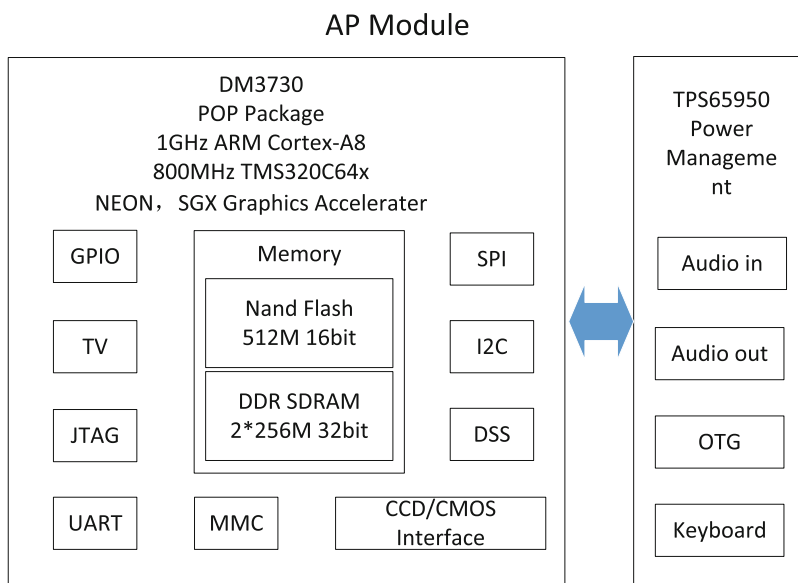 AP Module
DM3730
POP Package
1GHz ARM Cortex-A8
800MHz TMS320C64x
NEON，SGX Graphics Accelerater
GPIO
TV
JTAG
UART
Memory
Nand Flash
512M 16bit
DDR SDRAM
2*256M 32bit
MMC
SPI
I2C
DSS
CCD/CMOS
Interface
TPS65950
Power
Manageme
nt
Audio in
Audio out
OTG
Keyboard